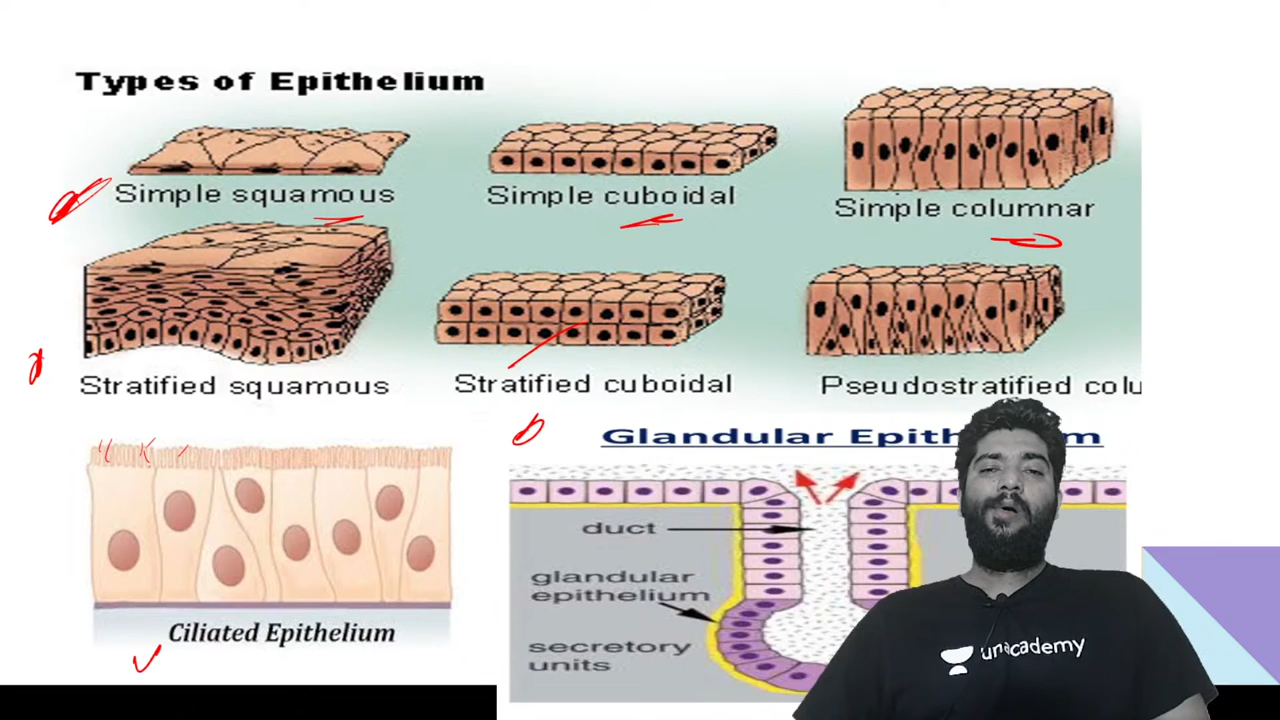 Types of Epithelium
Simple squamous
Simple cuboidal
Simple columnar
Stratified squamous
Stratified cuboidal
Pseudostratified colu
Ciliated Epithelium
Glandular Epith m
duct
glandular
epithelium
secretory
units
unacademy